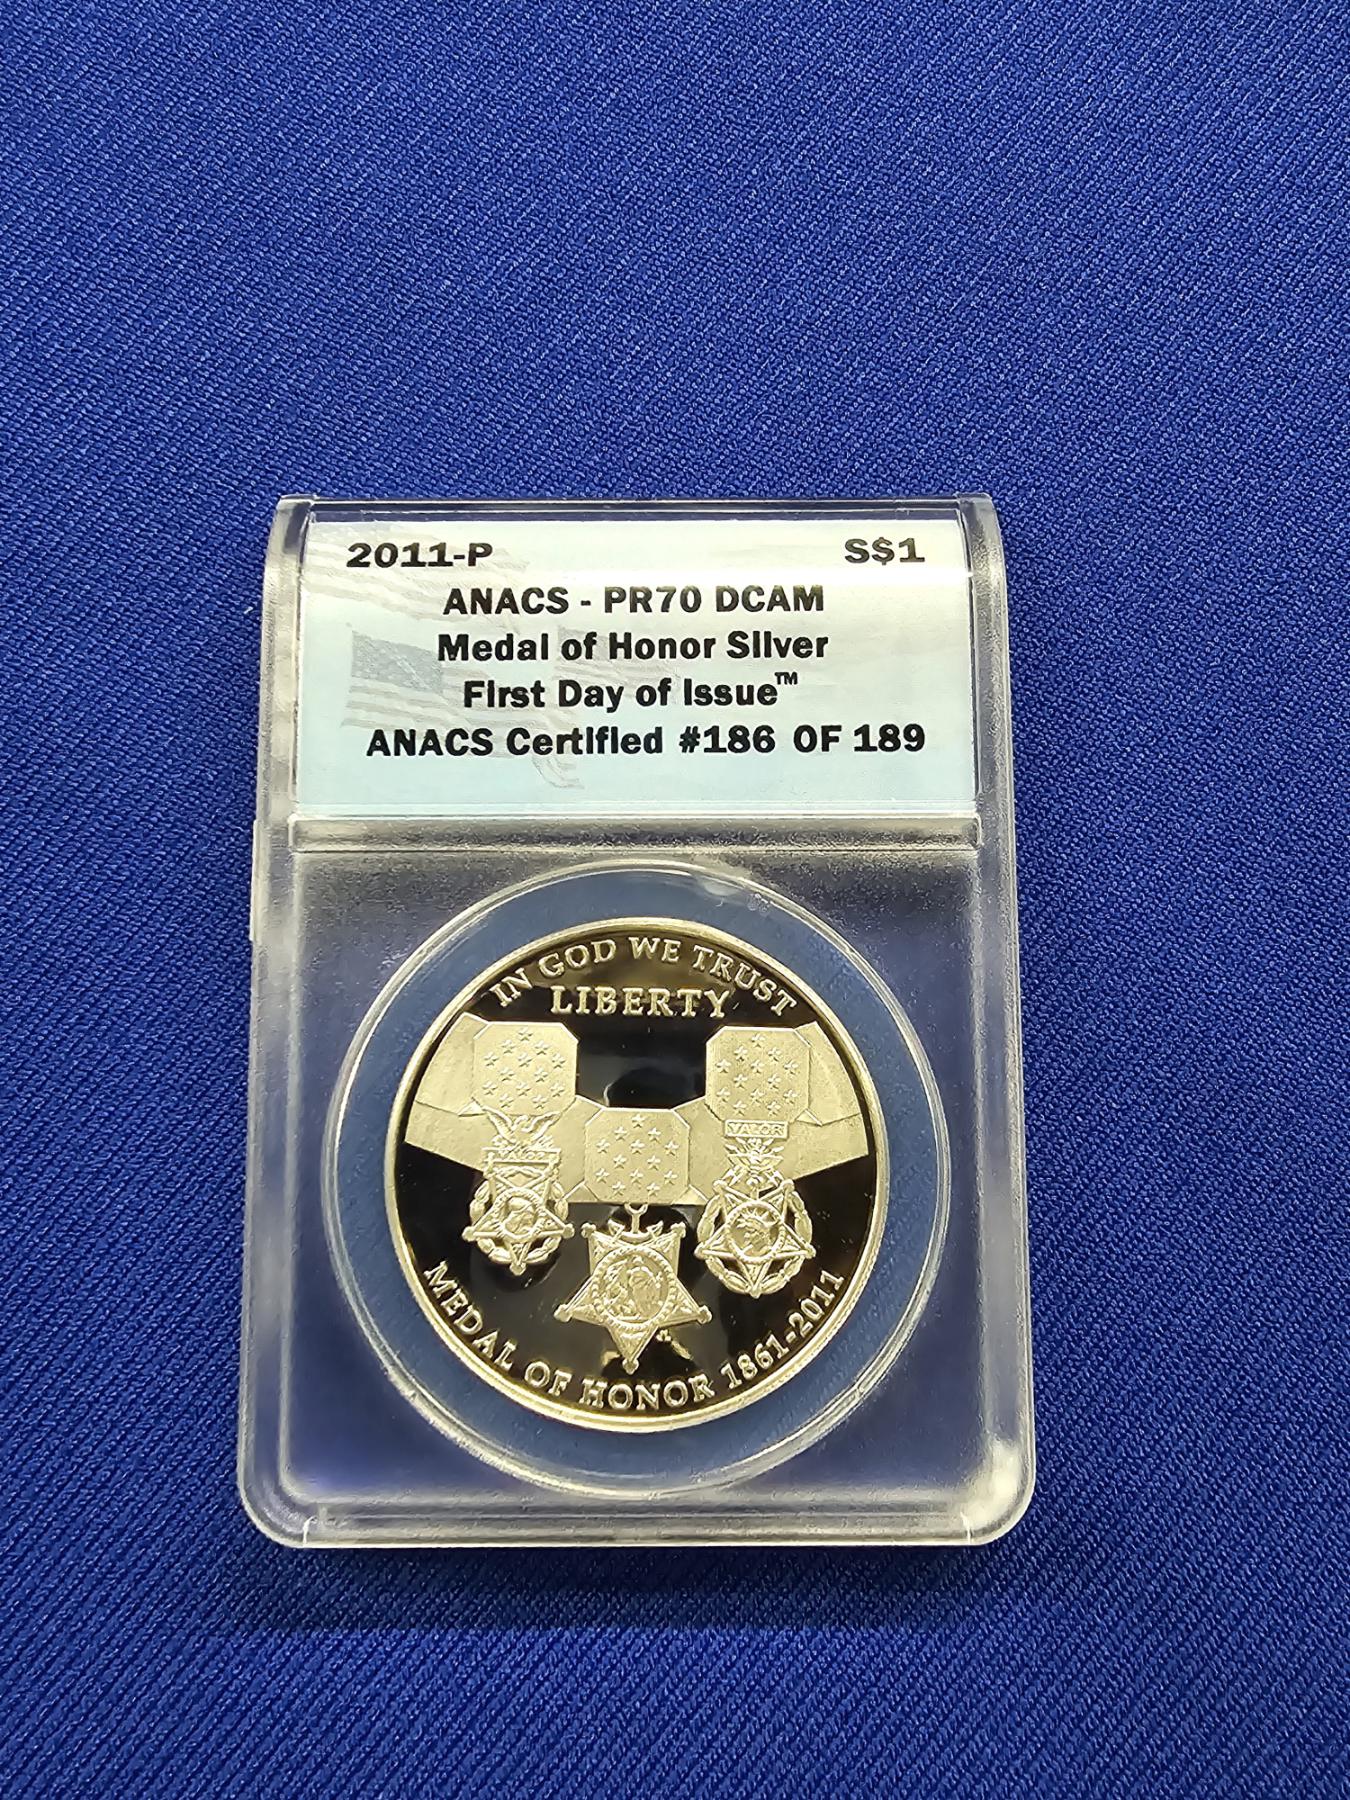 2011-P S$1
ANACS - PR70 DCAM
Medal of Honor Silver
First Day of Issue™
ANACS Certified #186 OF 189
IN GOD WE TRUST
LIBERTY
VALOR
VALOR
MEDAL OF HONOR 1861-2011